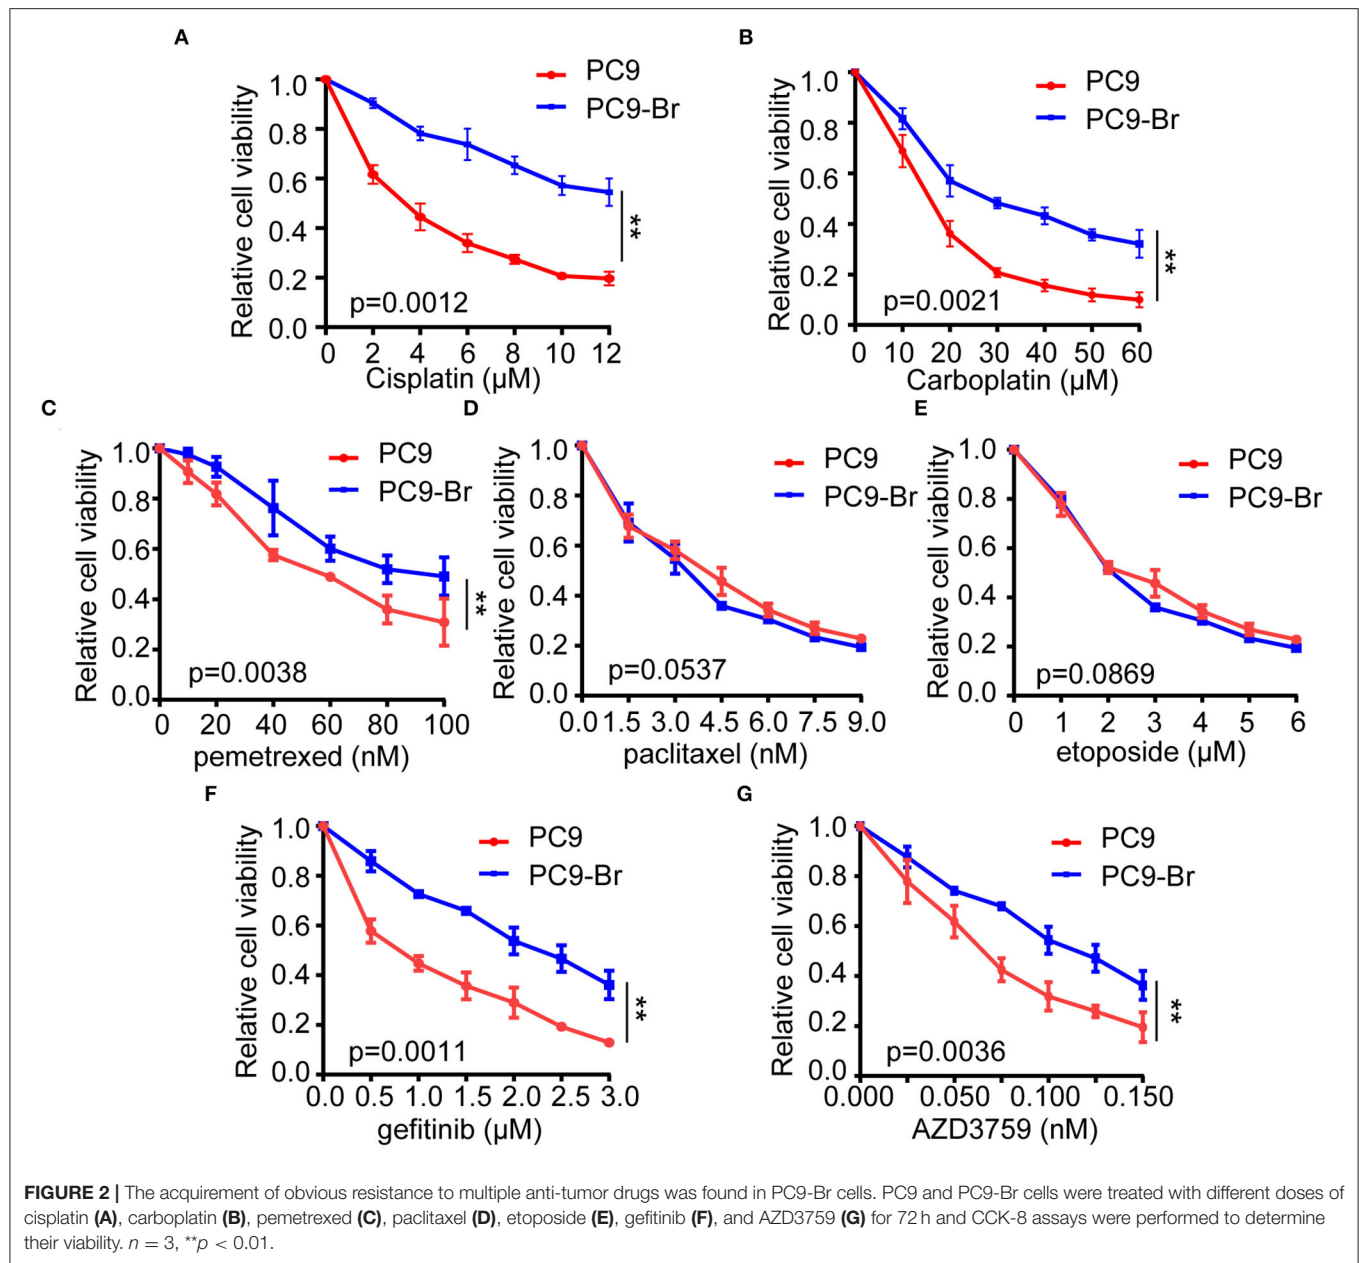 A
Relative cell viability
1.0
0.8
0.6
0.4
0.2
0.0
PC9
PC9-Br
**
p=0.0012
0 2 4 6 8 10 12
Cisplatin (µM)
B
Relative cell viability
1.0
0.8
0.6
0.4
0.2
0.0
PC9
PC9-Br
**
p=0.0021
0 10 20 30 40 50 60
Carboplatin (µM)
C
Relative cell viability
1.0
0.8
0.6
0.4
0.2
0.0
PC9
PC9-Br
**
p=0.0038
0 20 40 60 80 100
pemetrexed (nM)
D
Relative cell viability
1.0
0.8
0.6
0.4
0.2
0.0
PC9
PC9-Br
p=0.0537
0.0 1.5 3.0 4.5 6.0 7.5 9.0
paclitaxel (nM)
E
Relative cell viability
1.0
0.8
0.6
0.4
0.2
0.0
PC9
PC9-Br
p=0.0869
0 1 2 3 4 5 6
etoposide (µM)
F
Relative cell viability
1.0
0.8
0.6
0.4
0.2
0.0
PC9
PC9-Br
**
p=0.0011
0.0 0.5 1.0 1.5 2.0 2.5 3.0
gefitinib (µM)
G
Relative cell viability
1.0
0.8
0.6
0.4
0.2
0.0
PC9
PC9-Br
**
p=0.0036
0.000 0.050 0.100 0.150
AZD3759 (nM)
FIGURE 2 | The acquirement of obvious resistance to multiple anti-tumor drugs was found in PC9-Br cells. PC9 and PC9-Br cells were treated with different doses of
cisplatin (A), carboplatin (B), pemetrexed (C), paclitaxel (D), etoposide (E), gefitinib (F), and AZD3759 (G) for 72 h and CCK-8 assays were performed to determine
their viability. n = 3, **p < 0.01.